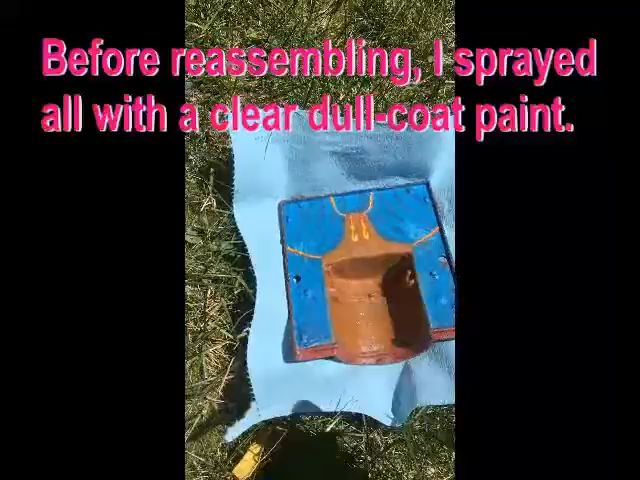 Before reassembling, I sprayed
all with a clear dull-coat paint.